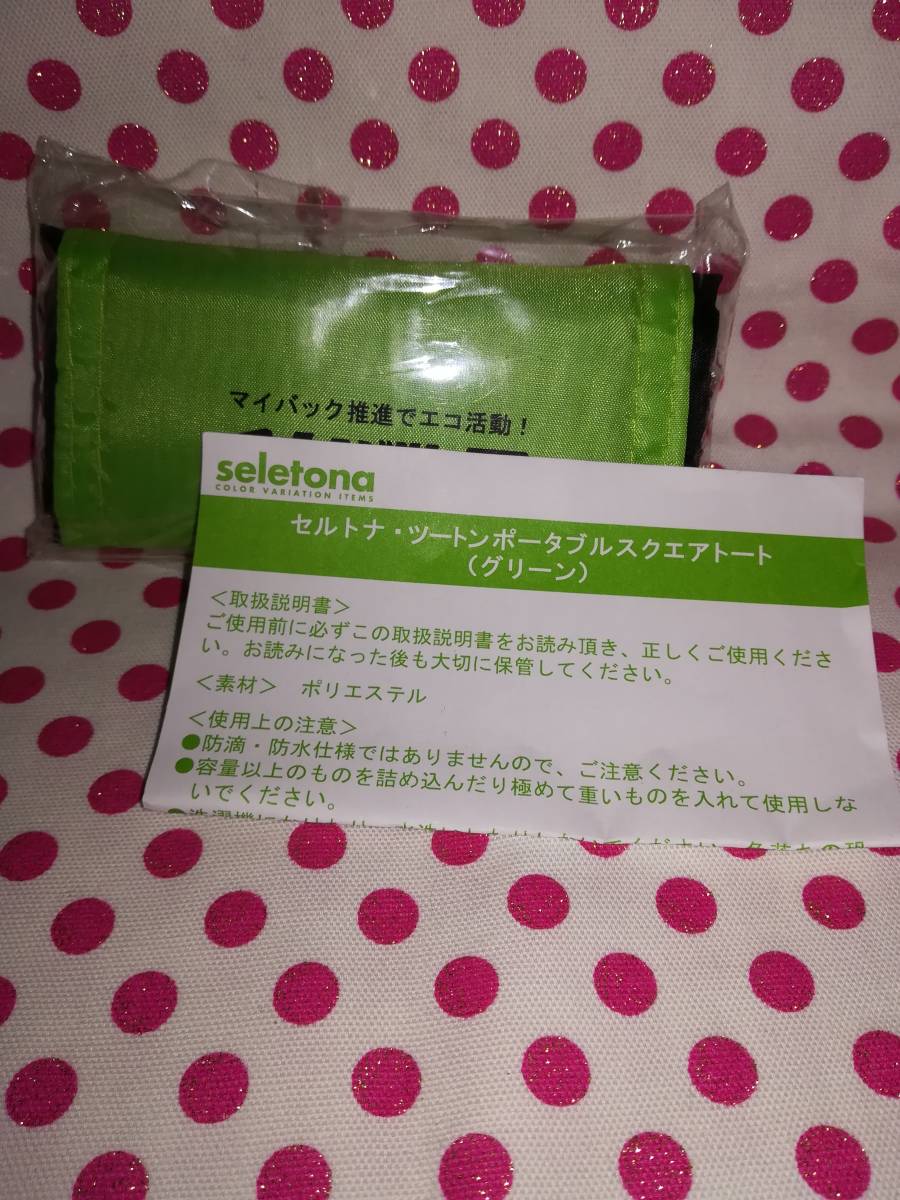 マイバック推進でエコ活動！
seletona
COLOR VARIATION ITEMS
セルトナ・ツートンポータブルスクエアトート
（グリーン）
＜取扱説明書＞
ご使用前に必ずこの取扱説明書をお読み頂き、正しくご使用くださ
い。お読みになった後も大切に保管してください。
＜素材＞　ポリエステル
＜使用上の注意＞
●防滴・防水仕様ではありませんので、ご注意ください。
●容量以上のものを詰め込んだり極めて重いものを入れて使用しな
いでください。